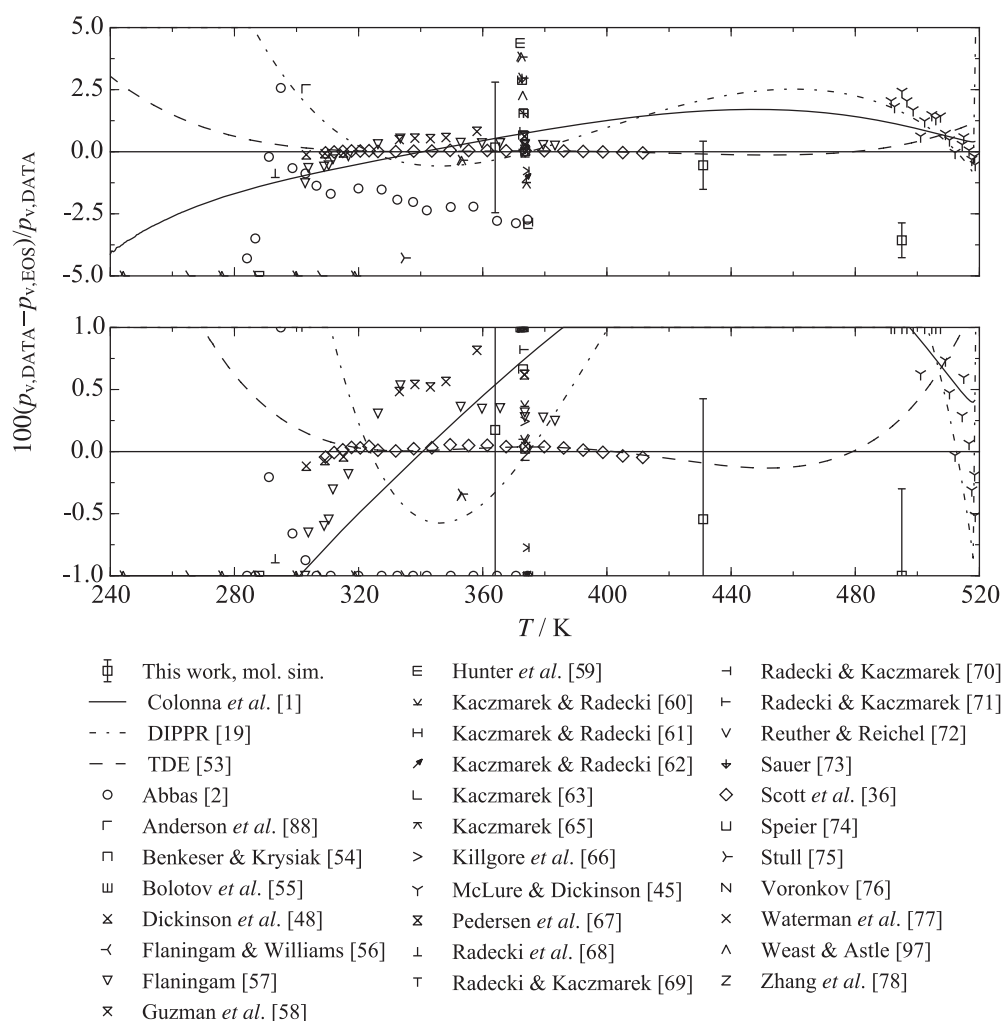 100(pv,DATA−pv,EOS)/pv,DATA
5.0
2.5
0.0
-2.5
-5.0
1.0
0.5
0.0
-0.5
-1.0
240 280 320 360 400 440 480 520
T / K
This work, mol. sim.
Colonna et al. [1]
DIPPR [19]
TDE [53]
Abbas [2]
Anderson et al. [88]
Benkeser & Krysiak [54]
Bolotov et al. [55]
Dickinson et al. [48]
Flaningam & Williams [56]
Flaningam [57]
Guzman et al. [58]
Hunter et al. [59]
Kaczmarek & Radecki [60]
Kaczmarek & Radecki [61]
Kaczmarek & Radecki [62]
Kaczmarek [63]
Kaczmarek [65]
Killgore et al. [66]
McLure & Dickinson [45]
Pedersen et al. [67]
Radecki et al. [68]
Radecki & Kaczmarek [69]
Radecki & Kaczmarek [70]
Radecki & Kaczmarek [71]
Reuther & Reichel [72]
Sauer [73]
Scott et al. [36]
Speier [74]
Stull [75]
Voronkov [76]
Waterman et al. [77]
Weast & Astle [97]
Zhang et al. [78]